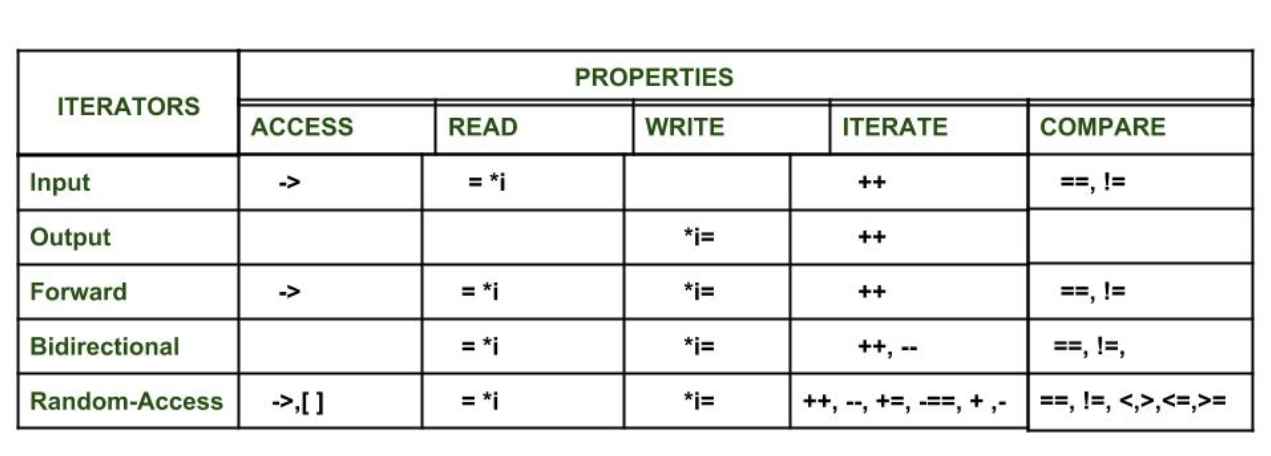 PROPERTIES
ITERATORS
ACCESS READ WRITE ITERATE COMPARE
Input -> = *i ++ ==, !=
Output *i= ++
Forward -> = *i *i= ++ ==, !=
Bidirectional = *i *i= ++, -- ==, !=,
Random-Access ->,[ ] = *i *i= ++, --, +=, -==, + ,- ==, !=, <,>,<=,>=